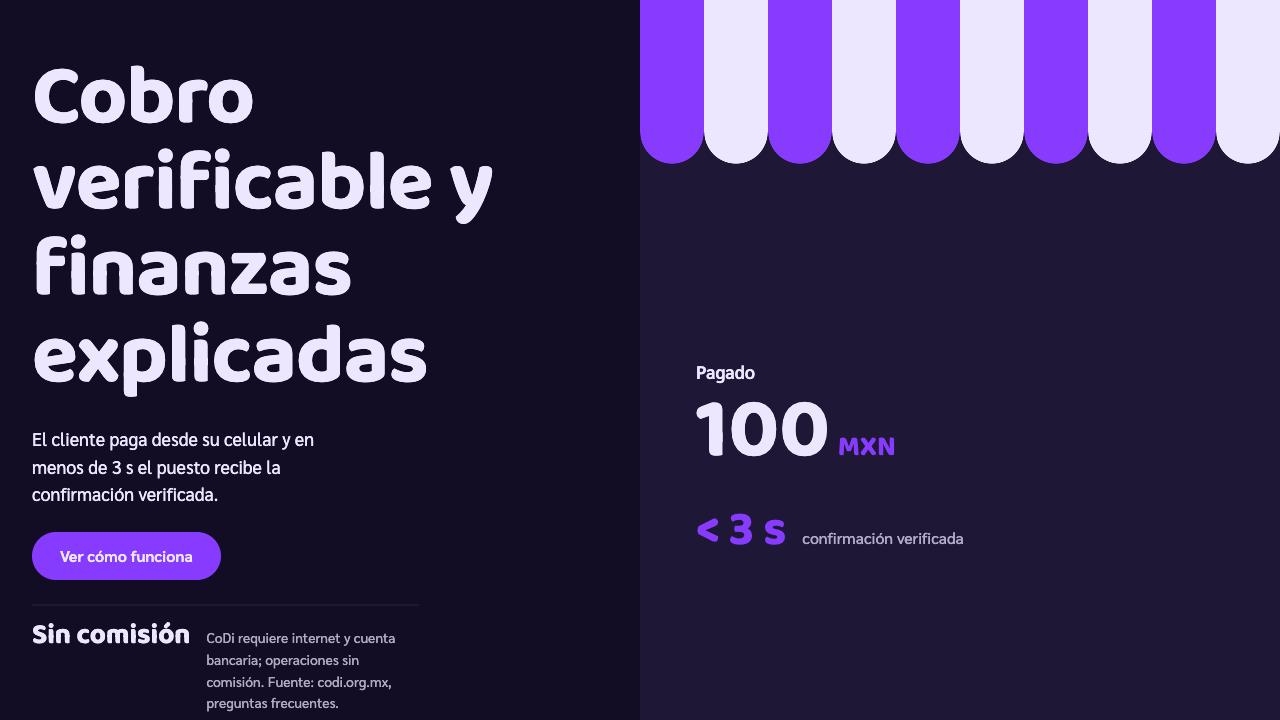 Cobro
verificable y
finanzas
explicadas
El cliente paga desde su celular y en
menos de 3 s el puesto recibe la
confirmación verificada.
Ver cómo funciona
Sin comisión
CoDi requiere internet y cuenta
bancaria; operaciones sin
comisión. Fuente: codi.org.mx,
preguntas frecuentes.
Pagado
100 MXN
< 3 s confirmación verificada